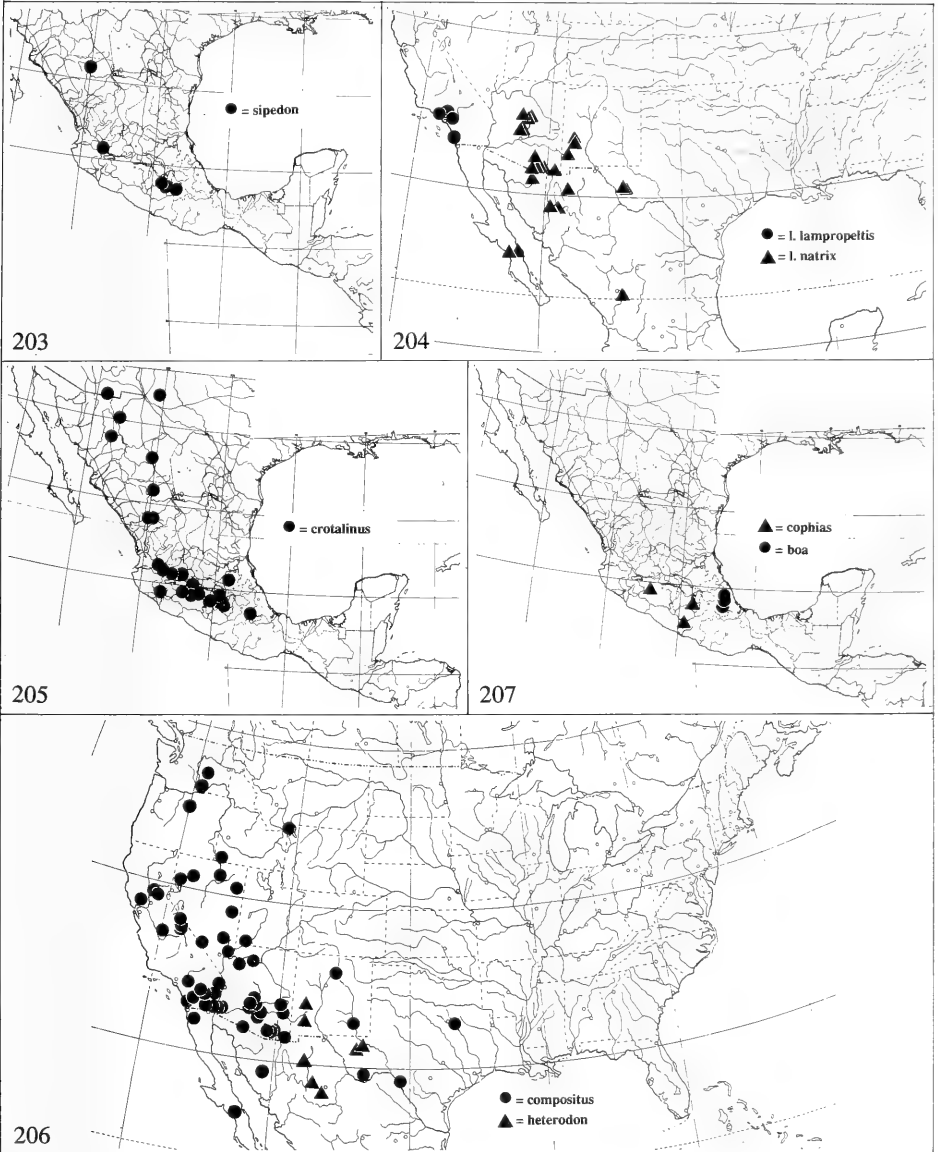 ● = sipedon
203
● = l. lampropeltis
▲ = l. natrix
204
● = crotalinus
205
▲ = cophias
● = boa
207
● = compositus
▲ = heterodon
206